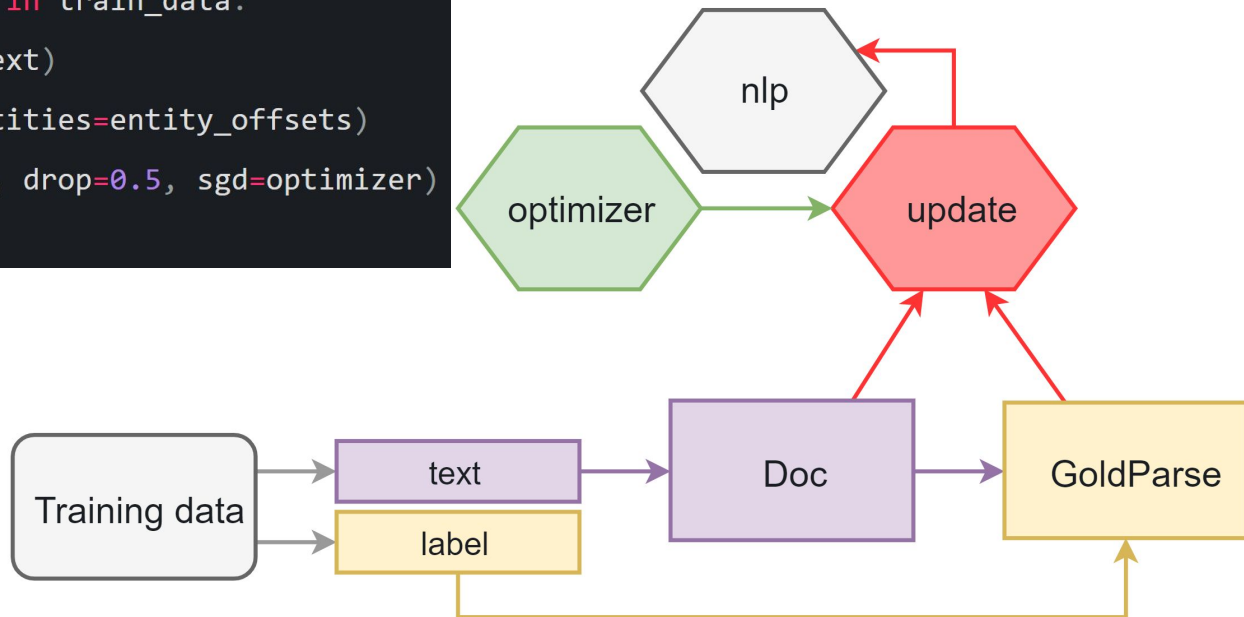 in train_data:
ext)
tities=entity_offsets)
drop=0.5, sgd=optimizer)
nlp
optimizer
update
text
Doc
GoldParse
Training data
label